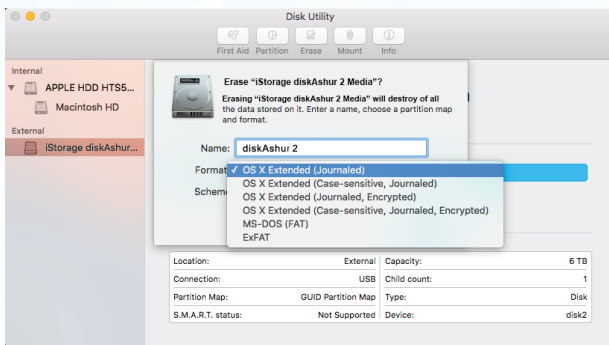 Disk Utility
First Aid Partition Erase Mount Info
Internal
APPLE HDD HTS5...
Macintosh HD
External
iStorage diskAshur...
Erase “iStorage diskAshur 2 Media”?
Erasing “iStorage diskAshur 2 Media” will destroy of all
the data stored on it. Enter a name, choose a partition map
and format.
Name: diskAshur 2
Format ✓ OS X Extended (Journaled)
OS X Extended (Case-sensitive, Journaled)
Scheme
OS X Extended (Journaled, Encrypted)
OS X Extended (Case-sensitive, Journaled, Encrypted)
MS-DOS (FAT)
ExFAT
Location: External Capacity: 6 TB
Connection: USB Child count: 1
Partition Map: GUID Partition Map Type: Disk
S.M.A.R.T. status: Not Supported Device: disk2